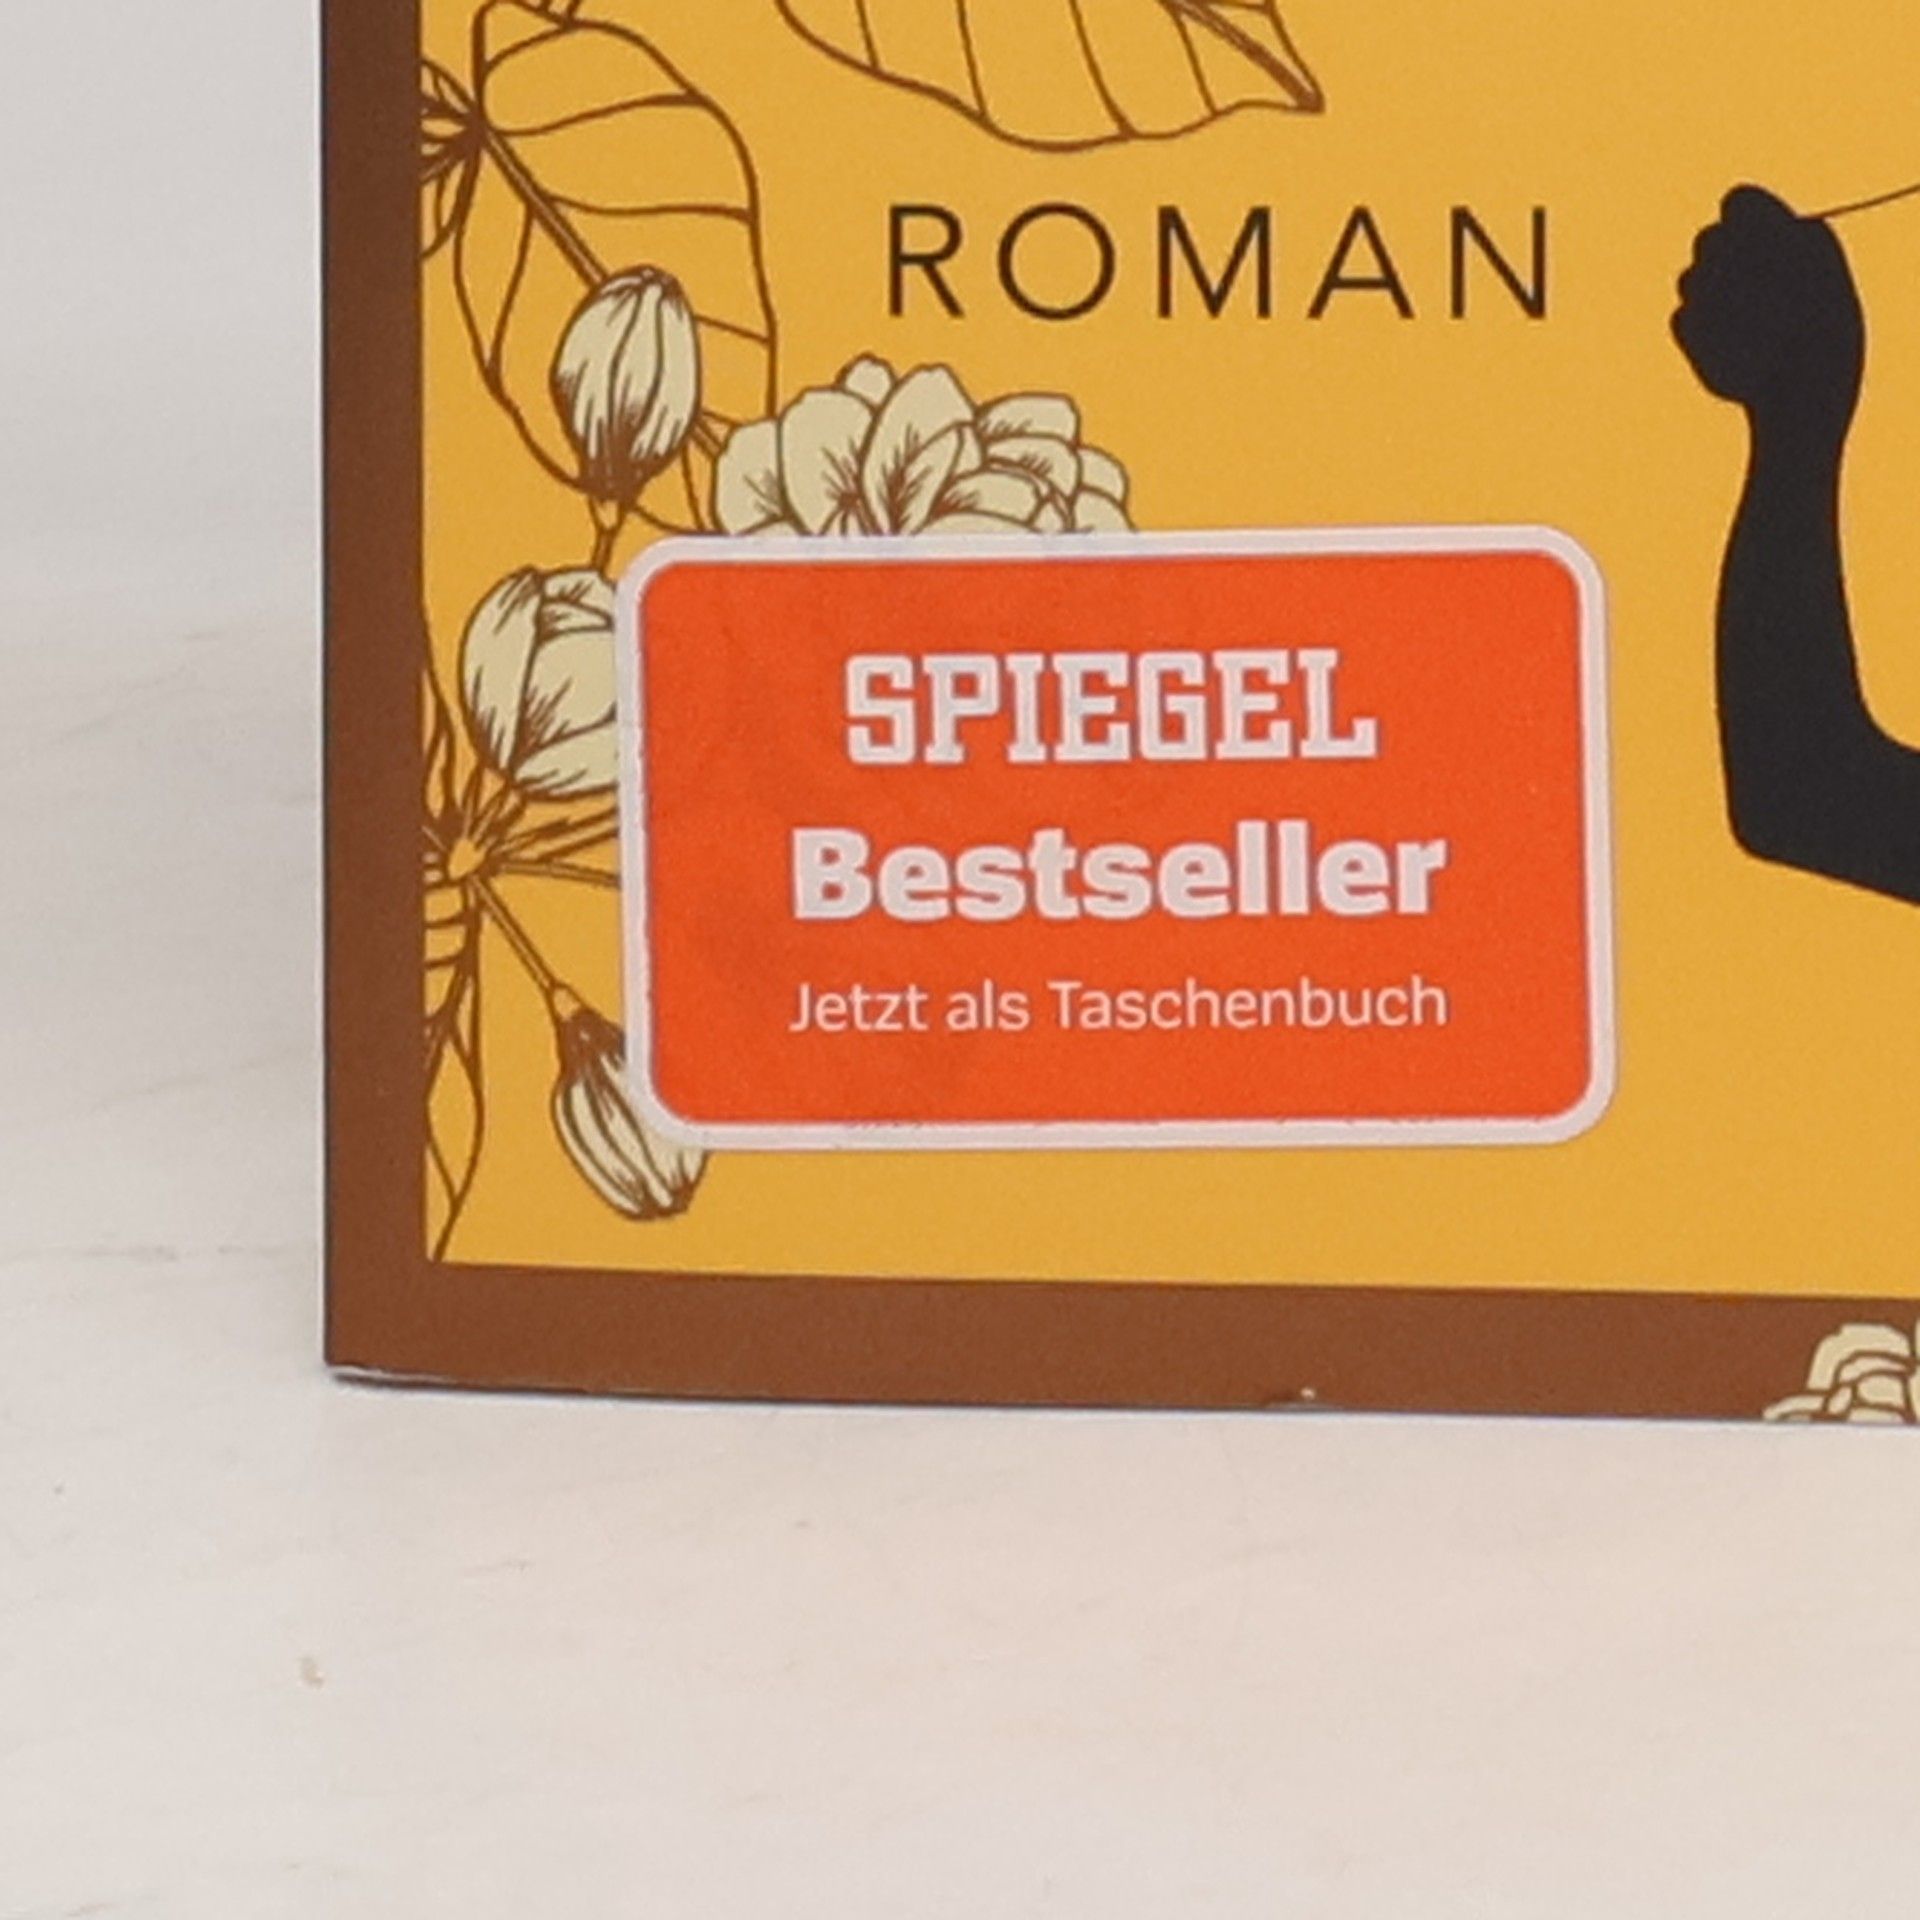 ROMAN
SPIEGEL
Bestseller
Jetzt als Taschenbuch